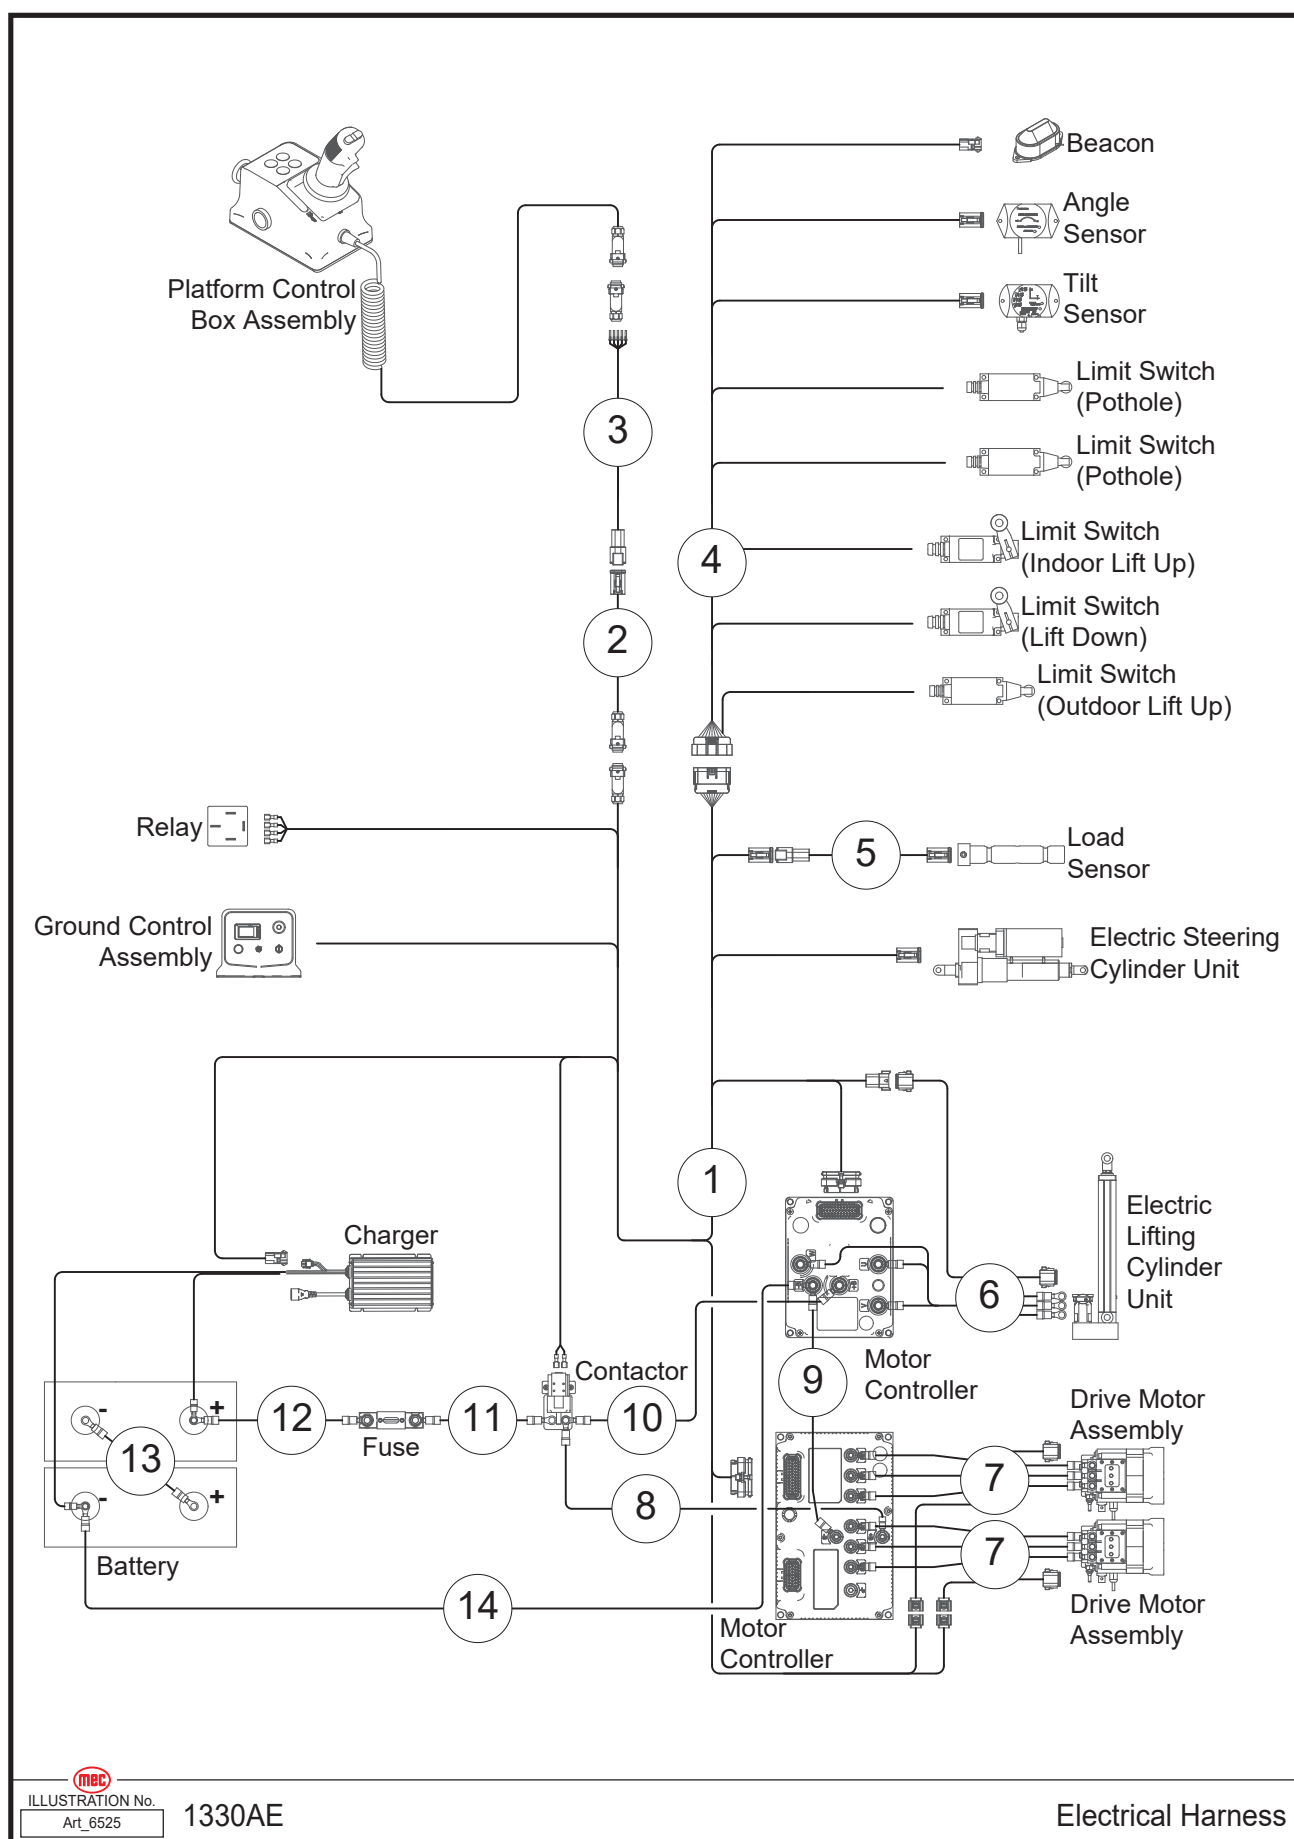 Beacon
Angle
Sensor
Tilt
Sensor
Platform Control
Box Assembly
Limit Switch
(Pothole)
3
Limit Switch
(Pothole)
4
Limit Switch
(Indoor Lift Up)
2
Limit Switch
(Lift Down)
Limit Switch
(Outdoor Lift Up)
Relay
5
Load
Sensor
Ground Control
Assembly
Electric Steering
Cylinder Unit
1
Electric
Lifting
Cylinder
Unit
Charger
6
Contactor
9
Motor
Controller
12
Fuse
11
10
Drive Motor
Assembly
-
+
13
7
-
+
8
7
Battery
14
Drive Motor
Assembly
Motor
Controller
mec
ILLUSTRATION No.
Art_6525
1330AE
Electrical Harness